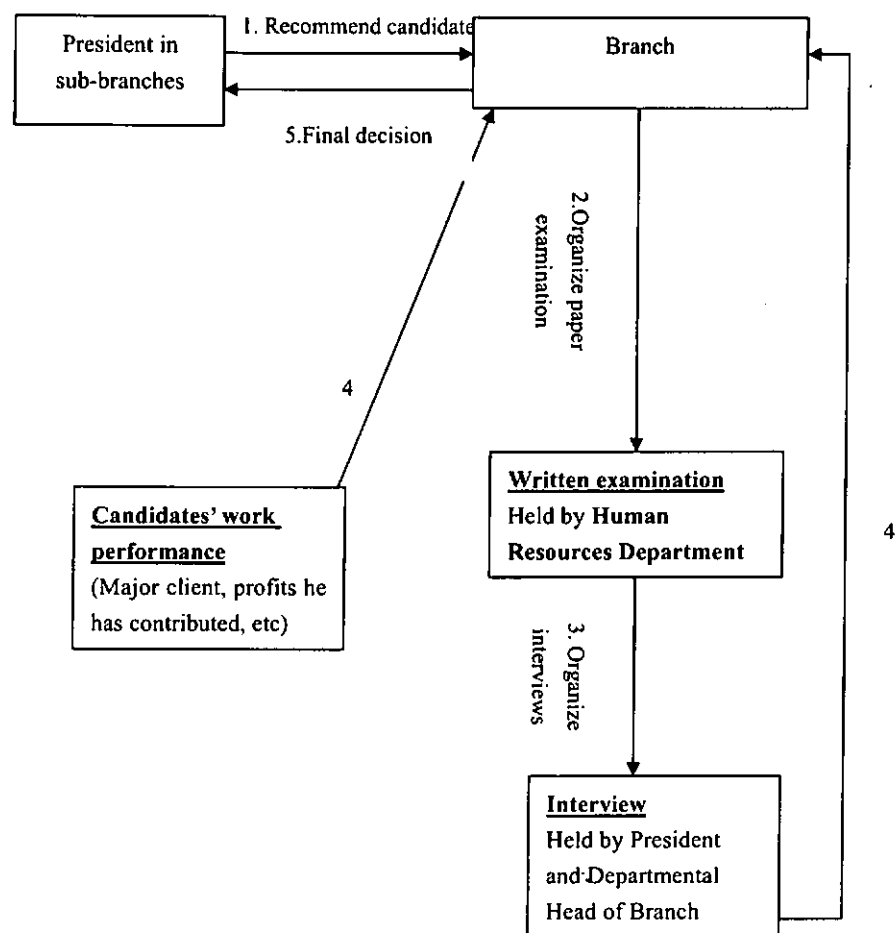 President in
sub-branches
1. Recommend candidate
Branch
5.Final decision
2.Organize paper
examination
4
Candidates' work
performance
(Major client, profits he
has contributed, etc)
Written examination
Held by Human
Resources Department
4
3. Organize
interviews
Interview
Held by President
and Departmental
Head of Branch